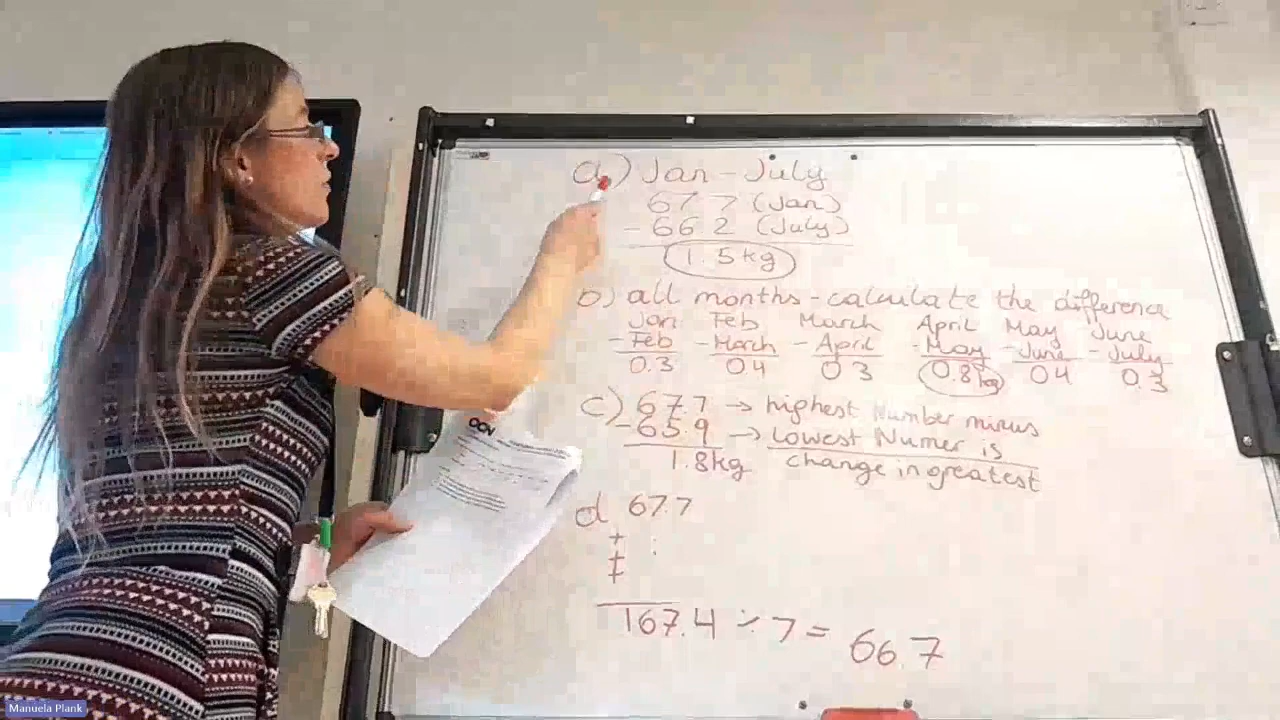 a) Jan - July
67 7 (Jan)
- 66 2 (July)
1.5kg
b) all months - calculate the difference
Jan Feb March April May June
- Feb - March - April - May - June - July
0.3 0 4 0 3 0.8 kg 0 4 0.3
c) 67.7 → highest Number minus
- 65.9 → lowest Numer is
1.8kg change in greatest
d 67.7
+ :
+
+
167.4 ÷ 7 = 66.7
OCN
Manuela Plank